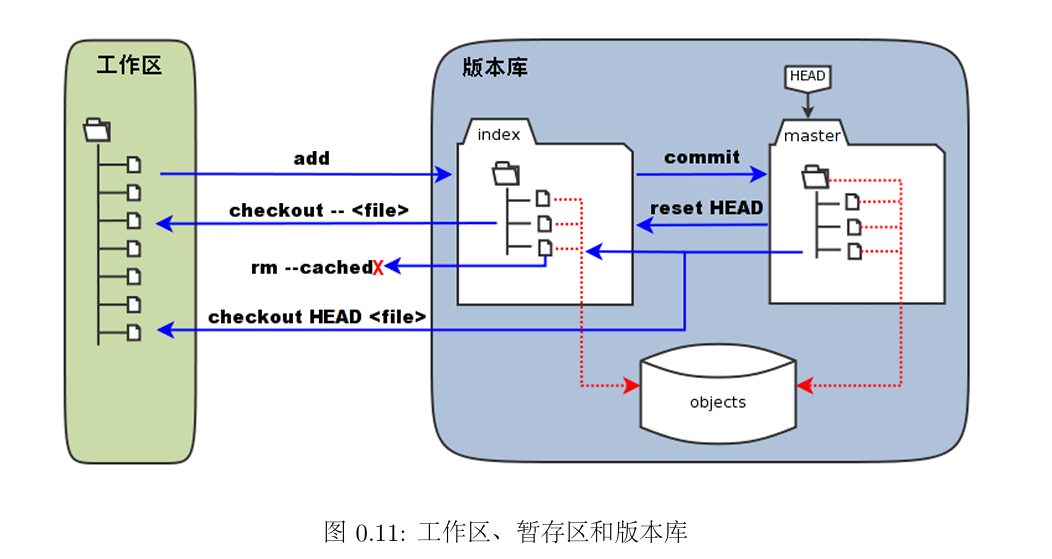 工作区
版本库
HEAD
index
master
add
commit
checkout -- <file>
reset HEAD
rm --cachedX
checkout HEAD <file>
objects
图 0.11: 工作区、暂存区和版本库